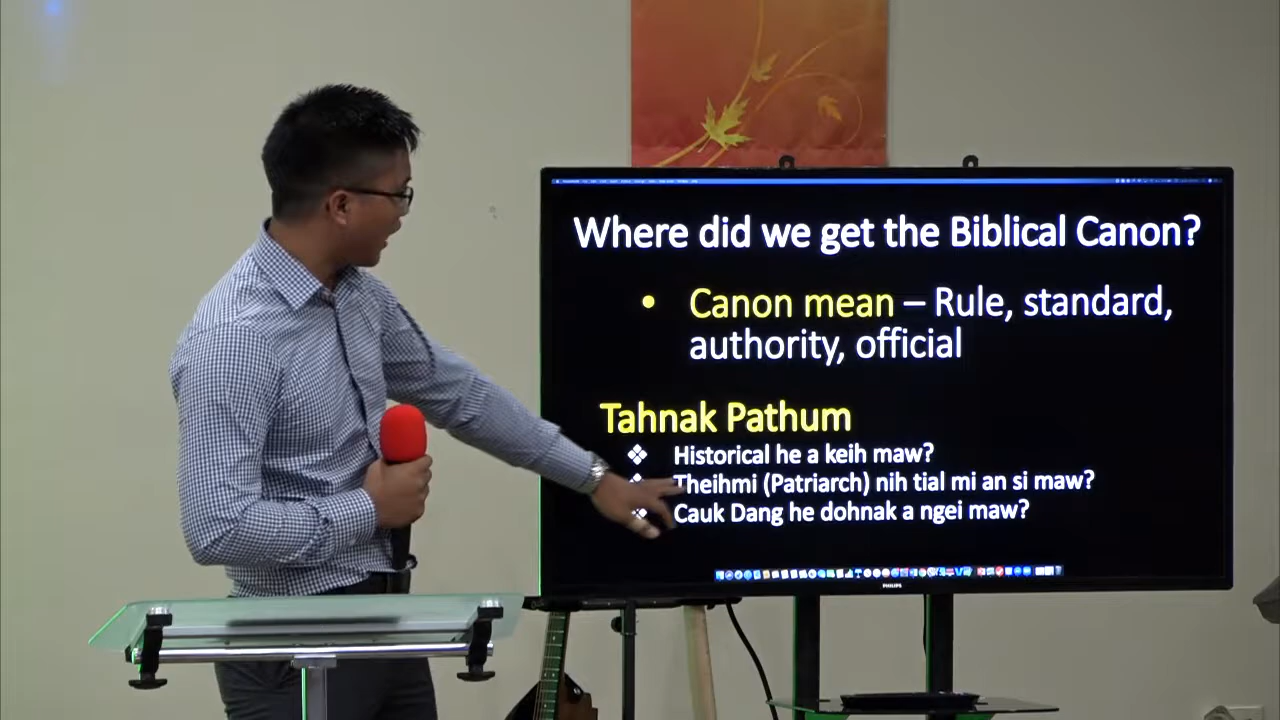 Where did we get the Biblical Canon?
• Canon mean – Rule, standard,
authority, official
Tahnak Pathum
❖ Historical he a keih maw?
❖ Theihmi (Patriarch) nih tial mi an si maw?
❖ Cauk Dang he dohnak a ngei maw?
PHILIPS